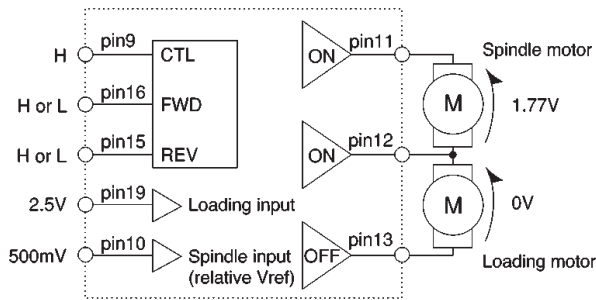 H pin9 CTL
H or L pin16 FWD
H or L pin15 REV
2.5V pin19 Loading input
500mV pin10 Spindle input
(relative Vref)
ON pin11
ON pin12
OFF pin13
Spindle motor
M 1.77V
M 0V
Loading motor